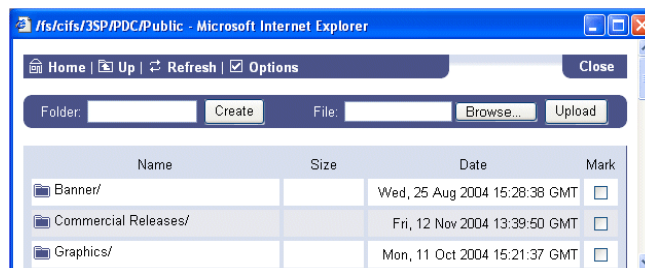 /fs/cifs/3SP/PDC/Public - Microsoft Internet Explorer
Home | Up | Refresh | Options Close
Folder: Create File: Browse... Upload
Name Size Date Mark
Banner/ Wed, 25 Aug 2004 15:28:38 GMT
Commercial Releases/ Fri, 12 Nov 2004 13:39:50 GMT
Graphics/ Mon, 11 Oct 2004 15:21:37 GMT